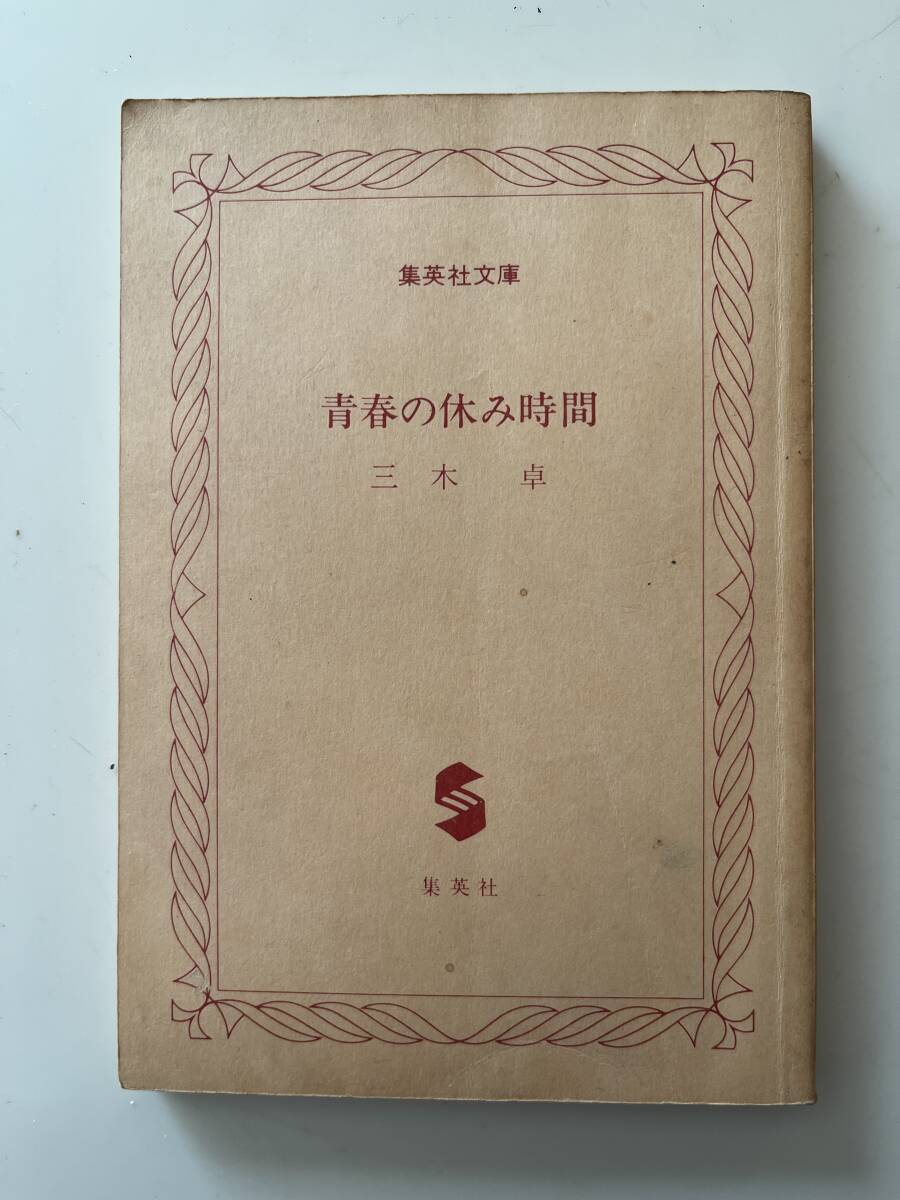 集英社文庫
青春の休み時間
三木 卓
集英社